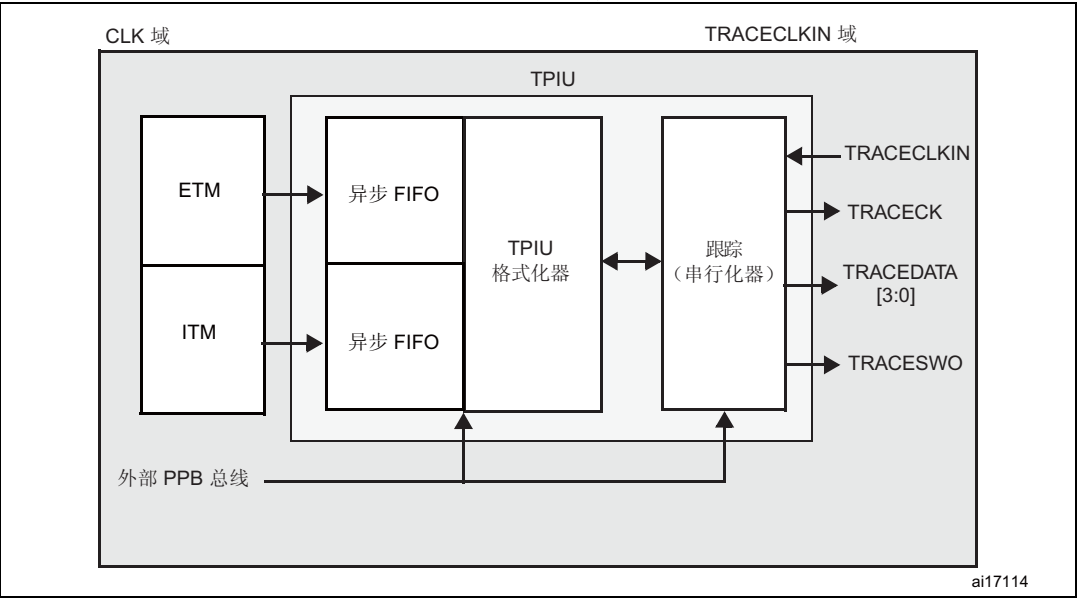 CLK 域
TRACECLKIN 域
TPIU
ETM
异步 FIFO
TPIU
格式化器
跟踪
（串行化器）
TRACECLKIN
TRACECK
TRACEDATA
[3:0]
TRACESWO
ITM
异步 FIFO
外部 PPB 总线
ai17114